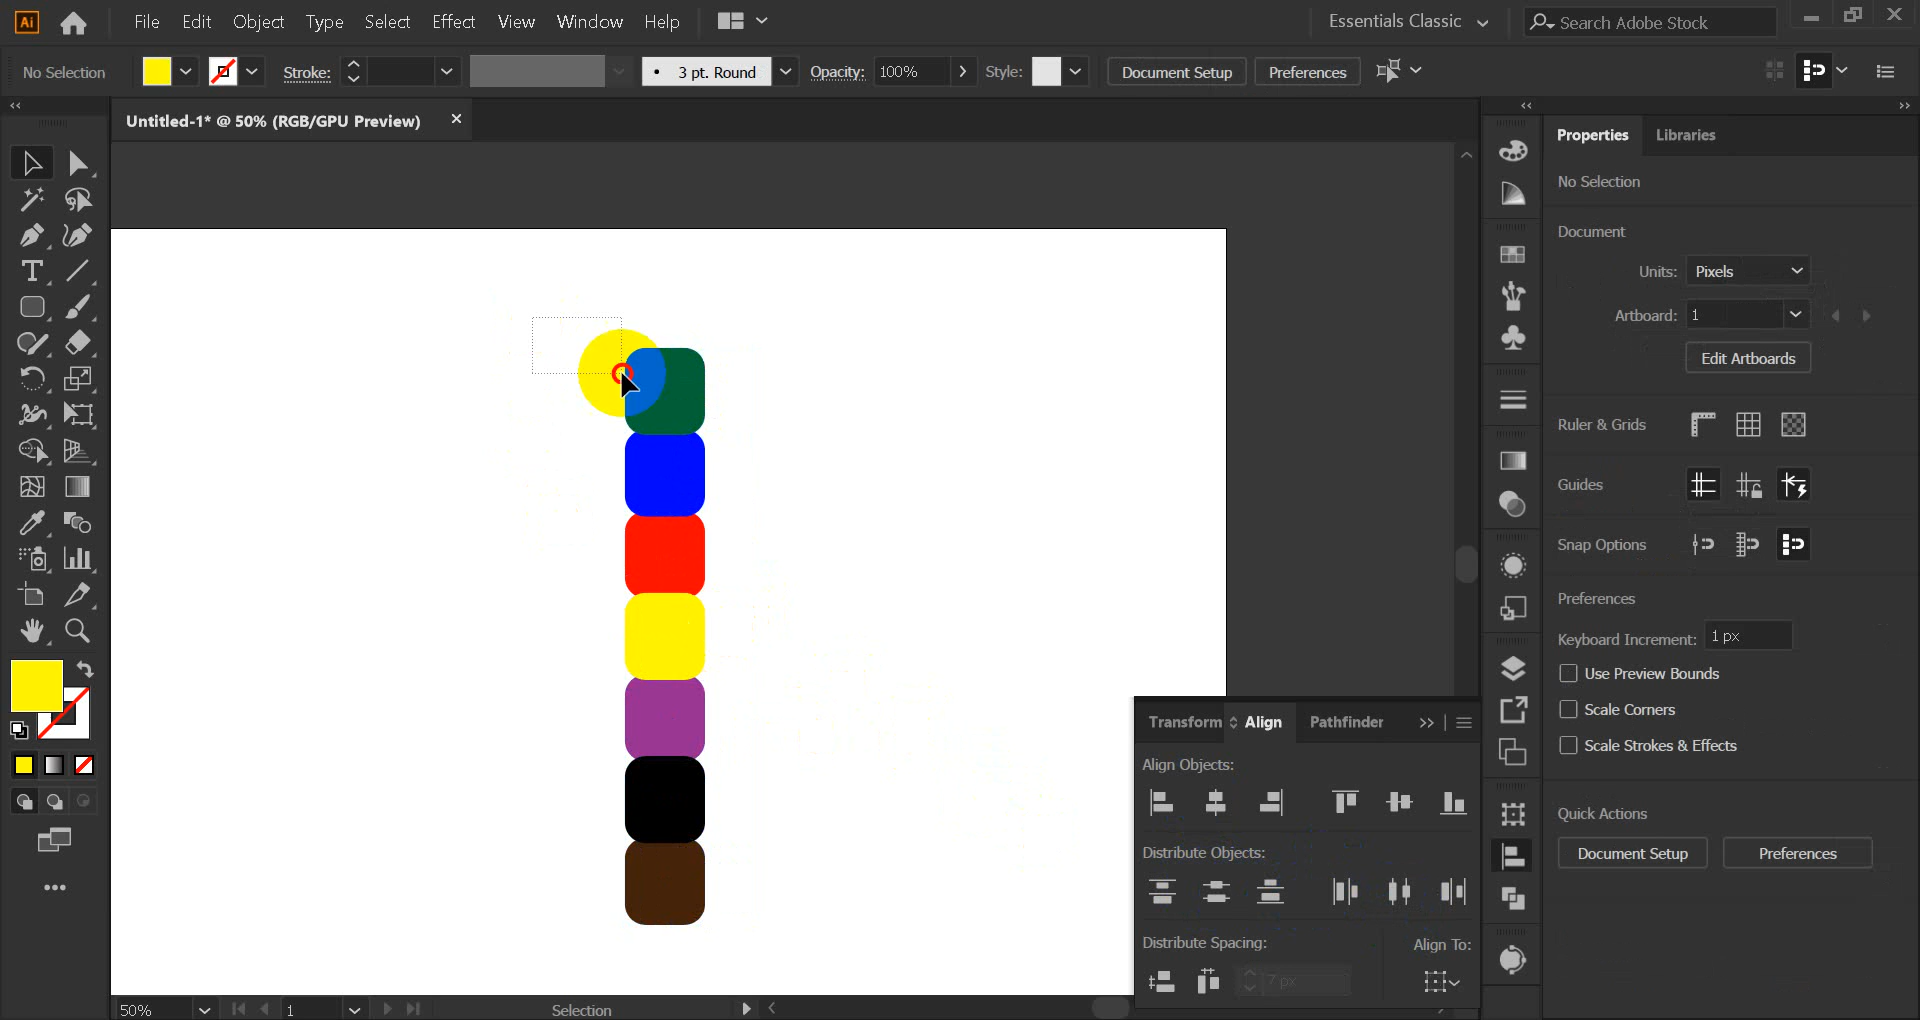 Ai File Edit Object Type Select Effect View Window Help Essentials Classic Search Adobe Stock
No Selection Stroke: 3 pt. Round Opacity: 100% Style: Document Setup Preferences
Untitled-1* @ 50% (RGB/GPU Preview)
Properties Libraries
No Selection
Document
Units: Pixels
Artboard: 1
Edit Artboards
Ruler & Grids
Guides
Snap Options
Preferences
Keyboard Increment: 1 px
Use Preview Bounds
Scale Corners
Scale Strokes & Effects
Quick Actions
Document Setup Preferences
Transform Align Pathfinder
Align Objects:
Distribute Objects:
Distribute Spacing: Align To:
7 px
50% 1 Selection